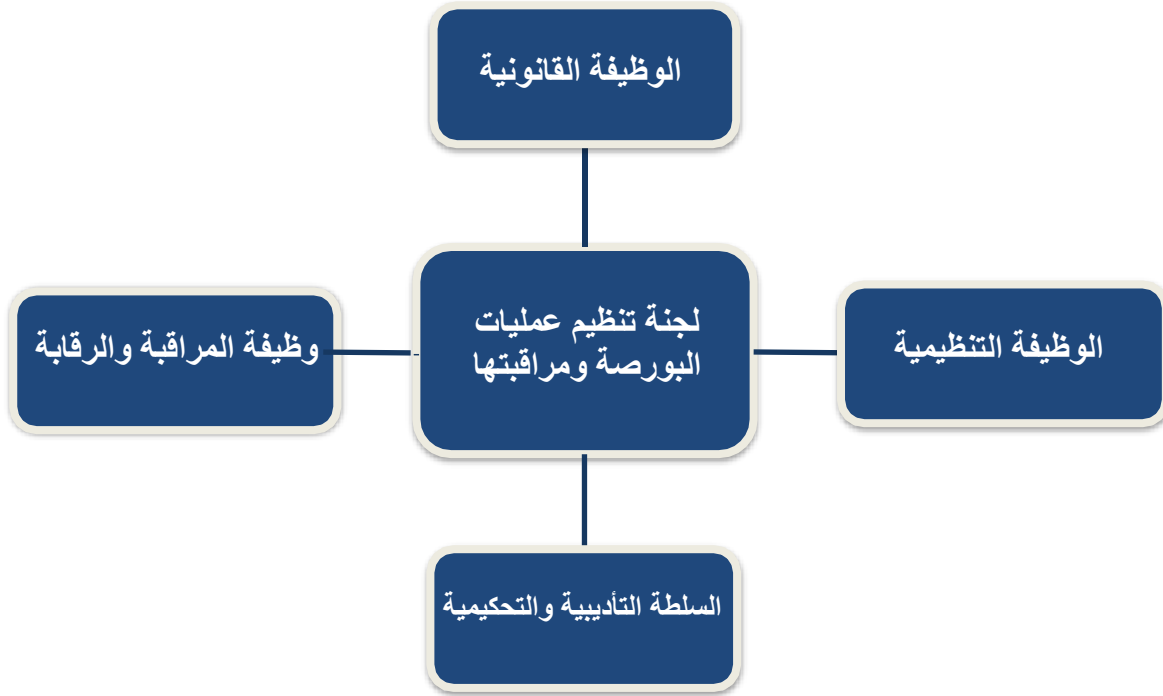 الوظيفة القانونية
لجنة تنظيم عمليات
البورصة ومراقبتها
الوظيفة التنظيمية
وظيفة المراقبة والرقابة
السلطة التأديبية والتحكيمية